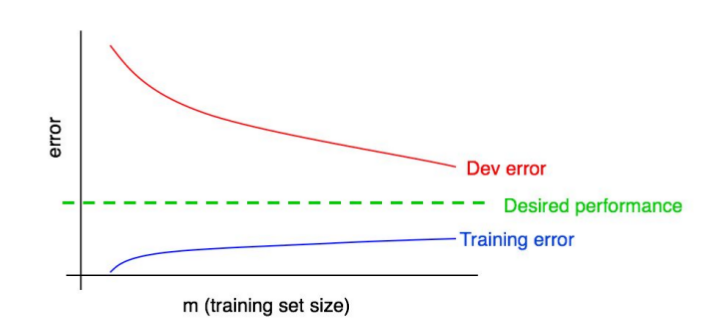 error
Dev error
Desired performance
Training error
m (training set size)